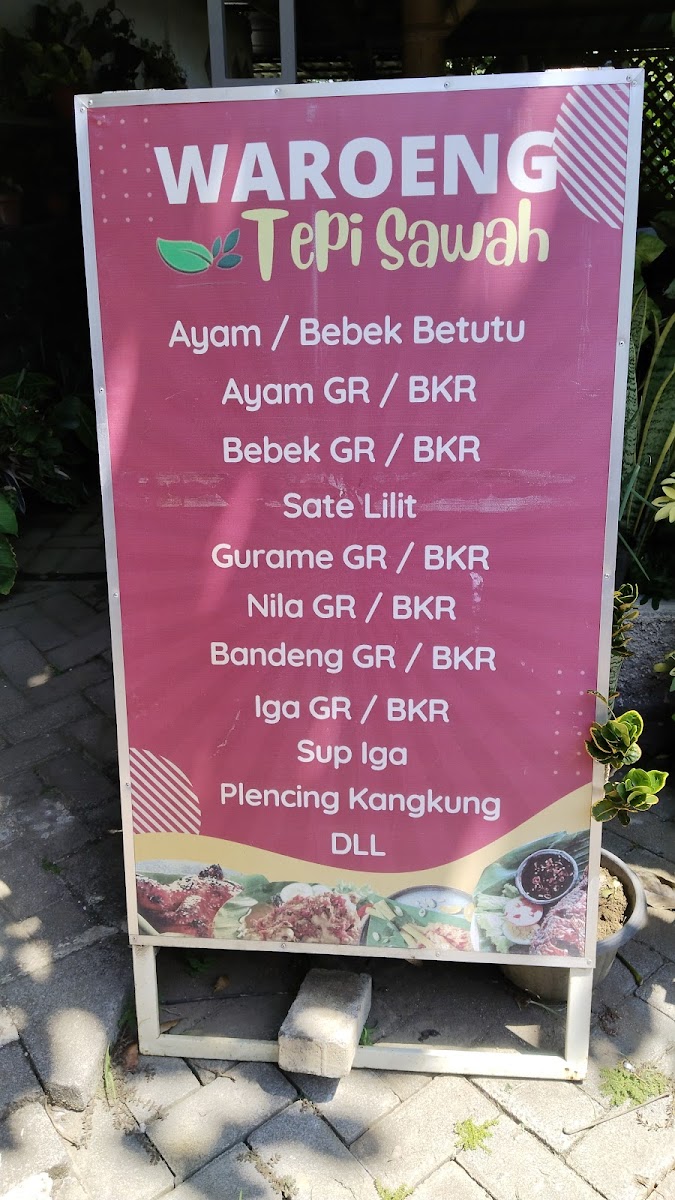 WAROENG
Tepi Sawah
Ayam / Bebek Betutu
Ayam GR / BKR
Bebek GR / BKR
Sate Lilit
Gurame GR / BKR
Nila GR / BKR
Bandeng GR / BKR
Iga GR / BKR
Sup Iga
Plencing Kangkung
DLL